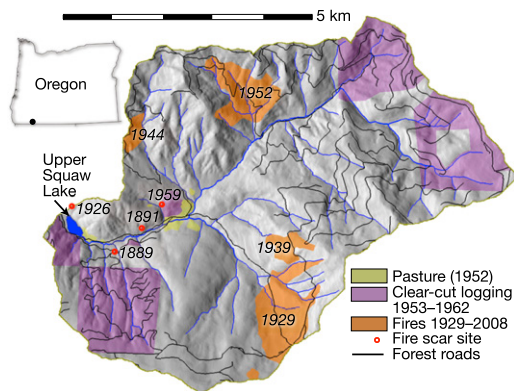 5 km
Oregon
1952
1944
Upper
Squaw
Lake
1959
1926
1891
1889
1939
1929
Pasture (1952)
Clear-cut logging
1953–1962
Fires 1929–2008
Fire scar site
Forest roads